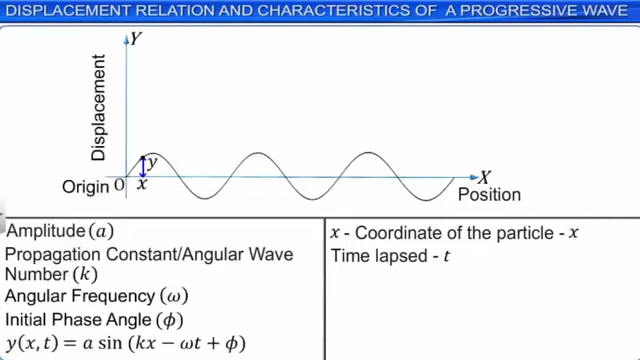 DISPLACEMENT RELATION AND CHARACTERISTICS OF A PROGRESSIVE WAVE
Y
Displacement
y
Origin O x
X
Position
Amplitude (a)
Propagation Constant/Angular Wave
Number (k)
Angular Frequency (ω)
Initial Phase Angle (ϕ)
y(x, t) = a sin (kx − ωt + ϕ)
x - Coordinate of the particle - x
Time lapsed - t